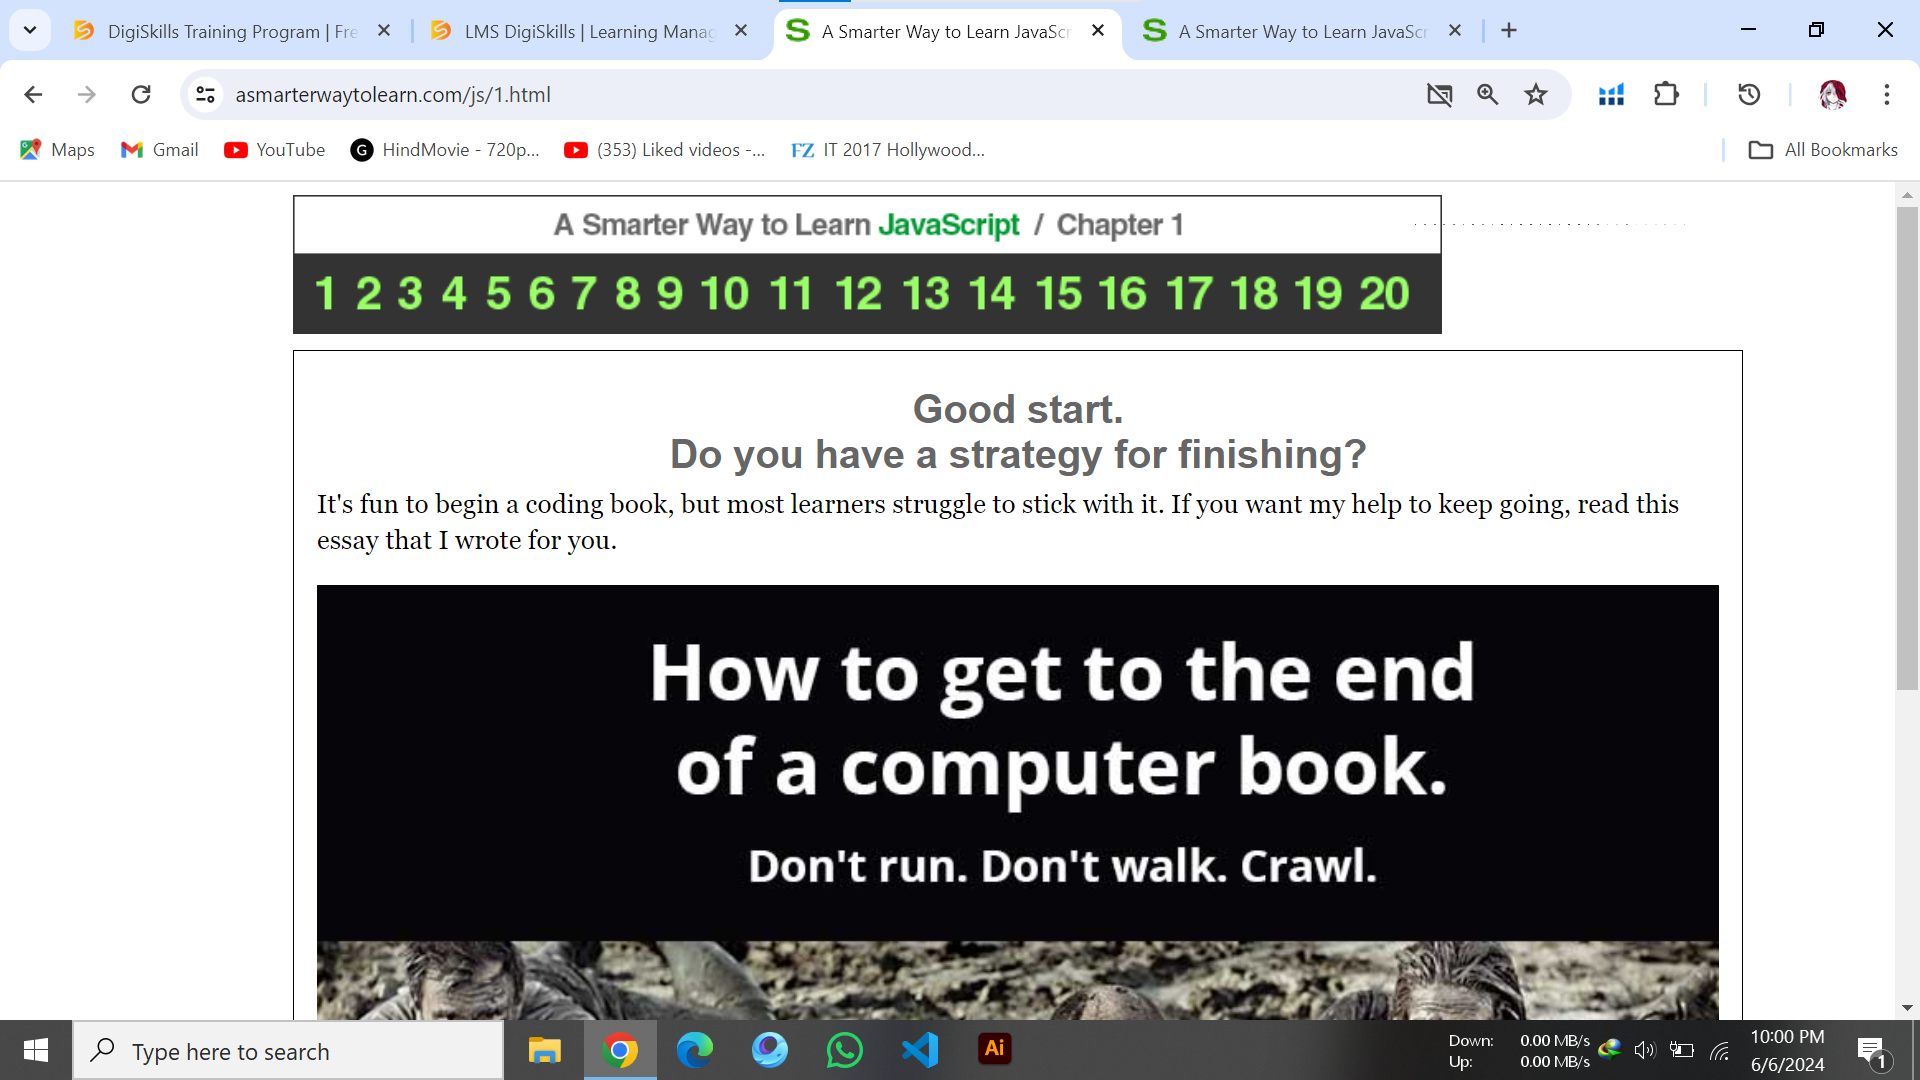 DigiSkills Training Program | Fre
LMS DigiSkills | Learning Manag
A Smarter Way to Learn JavaScr
A Smarter Way to Learn JavaScr
asmarterwaytolearn.com/js/1.html
Maps
Gmail
YouTube
G
HindMovie - 720p...
(353) Liked videos -...
FZ
IT 2017 Hollywood...
All Bookmarks
A Smarter Way to Learn JavaScript / Chapter 1
1 2 3 4 5 6 7 8 9 10 11 12 13 14 15 16 17 18 19 20
Good start.
Do you have a strategy for finishing?
It's fun to begin a coding book, but most learners struggle to stick with it. If you want my help to keep going, read this
essay that I wrote for you.
How to get to the end
of a computer book.
Don't run. Don't walk. Crawl.
Type here to search
Ai
Down: 0.00 MB/s
Up: 0.00 MB/s
10:00 PM
6/6/2024
1